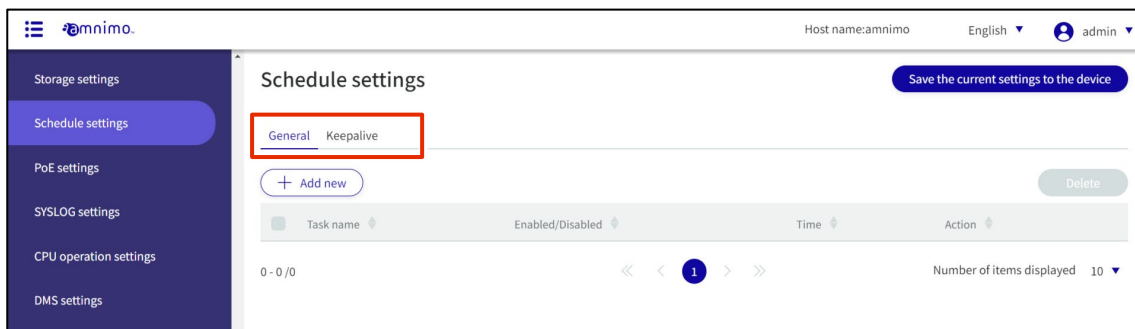 amnimo
Host name:amnimo
English
admin
Storage settings
Schedule settings
PoE settings
SYSLOG settings
CPU operation settings
DMS settings
Schedule settings
Save the current settings to the device
General Keepalive
+ Add new
Delete
Task name Enabled/Disabled Time Action
0 - 0 /0
1
Number of items displayed 10